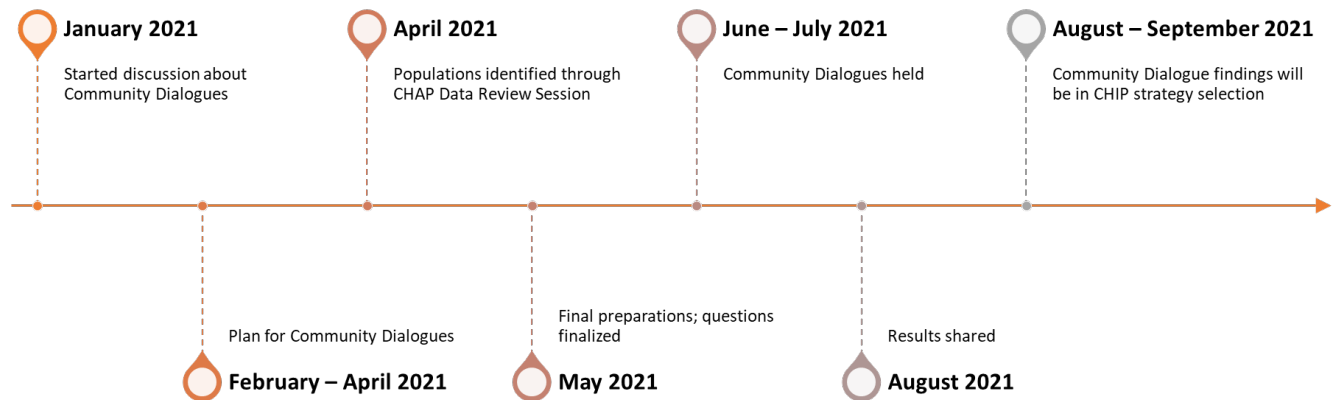 January 2021
Started discussion about
Community Dialogues
April 2021
Populations identified through
CHAP Data Review Session
June – July 2021
Community Dialogues held
August – September 2021
Community Dialogue findings will
be in CHIP strategy selection
Plan for Community Dialogues
February – April 2021
Final preparations; questions
finalized
May 2021
Results shared
August 2021